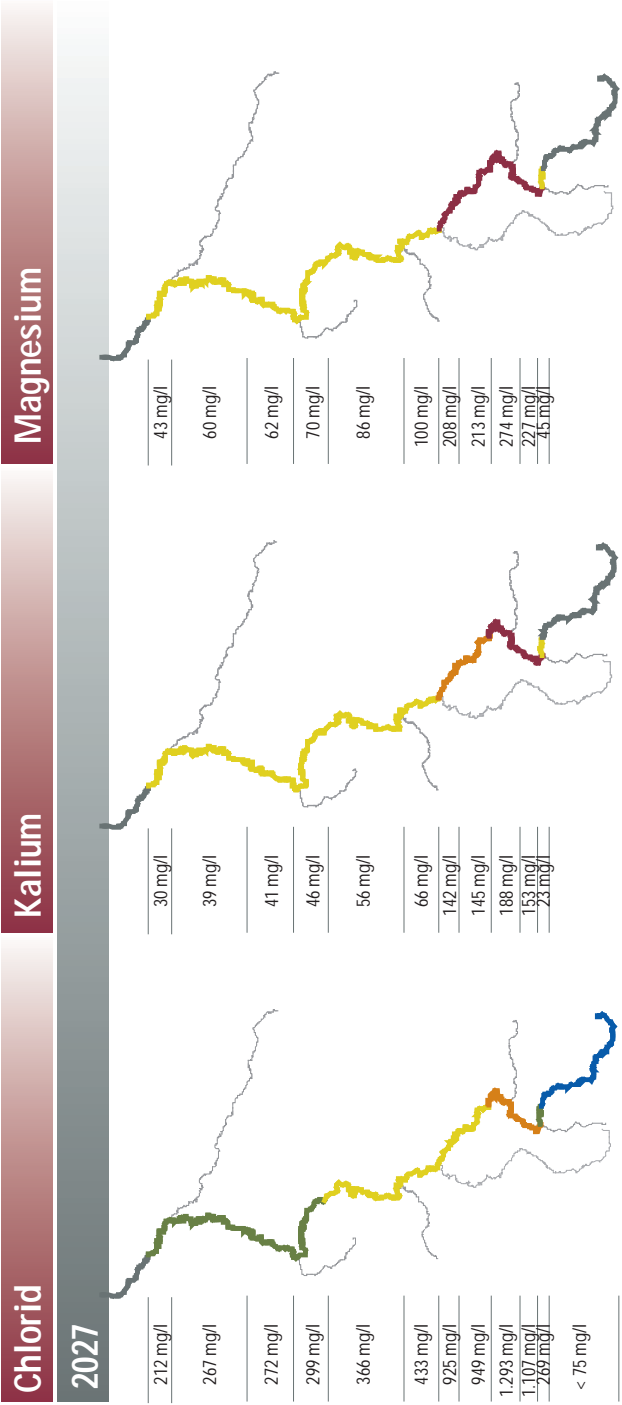 Chlorid
Kalium
Magnesium
2027
212 mg/l
267 mg/l
272 mg/l
299 mg/l
366 mg/l
433 mg/l
925 mg/l
949 mg/l
1.293 mg/l
1.107 mg/l
269 mg/l
< 75 mg/l
30 mg/l
39 mg/l
41 mg/l
46 mg/l
56 mg/l
66 mg/l
142 mg/l
145 mg/l
188 mg/l
153 mg/l
23 mg/l
43 mg/l
60 mg/l
62 mg/l
70 mg/l
86 mg/l
100 mg/l
208 mg/l
213 mg/l
274 mg/l
227 mg/l
45 mg/l